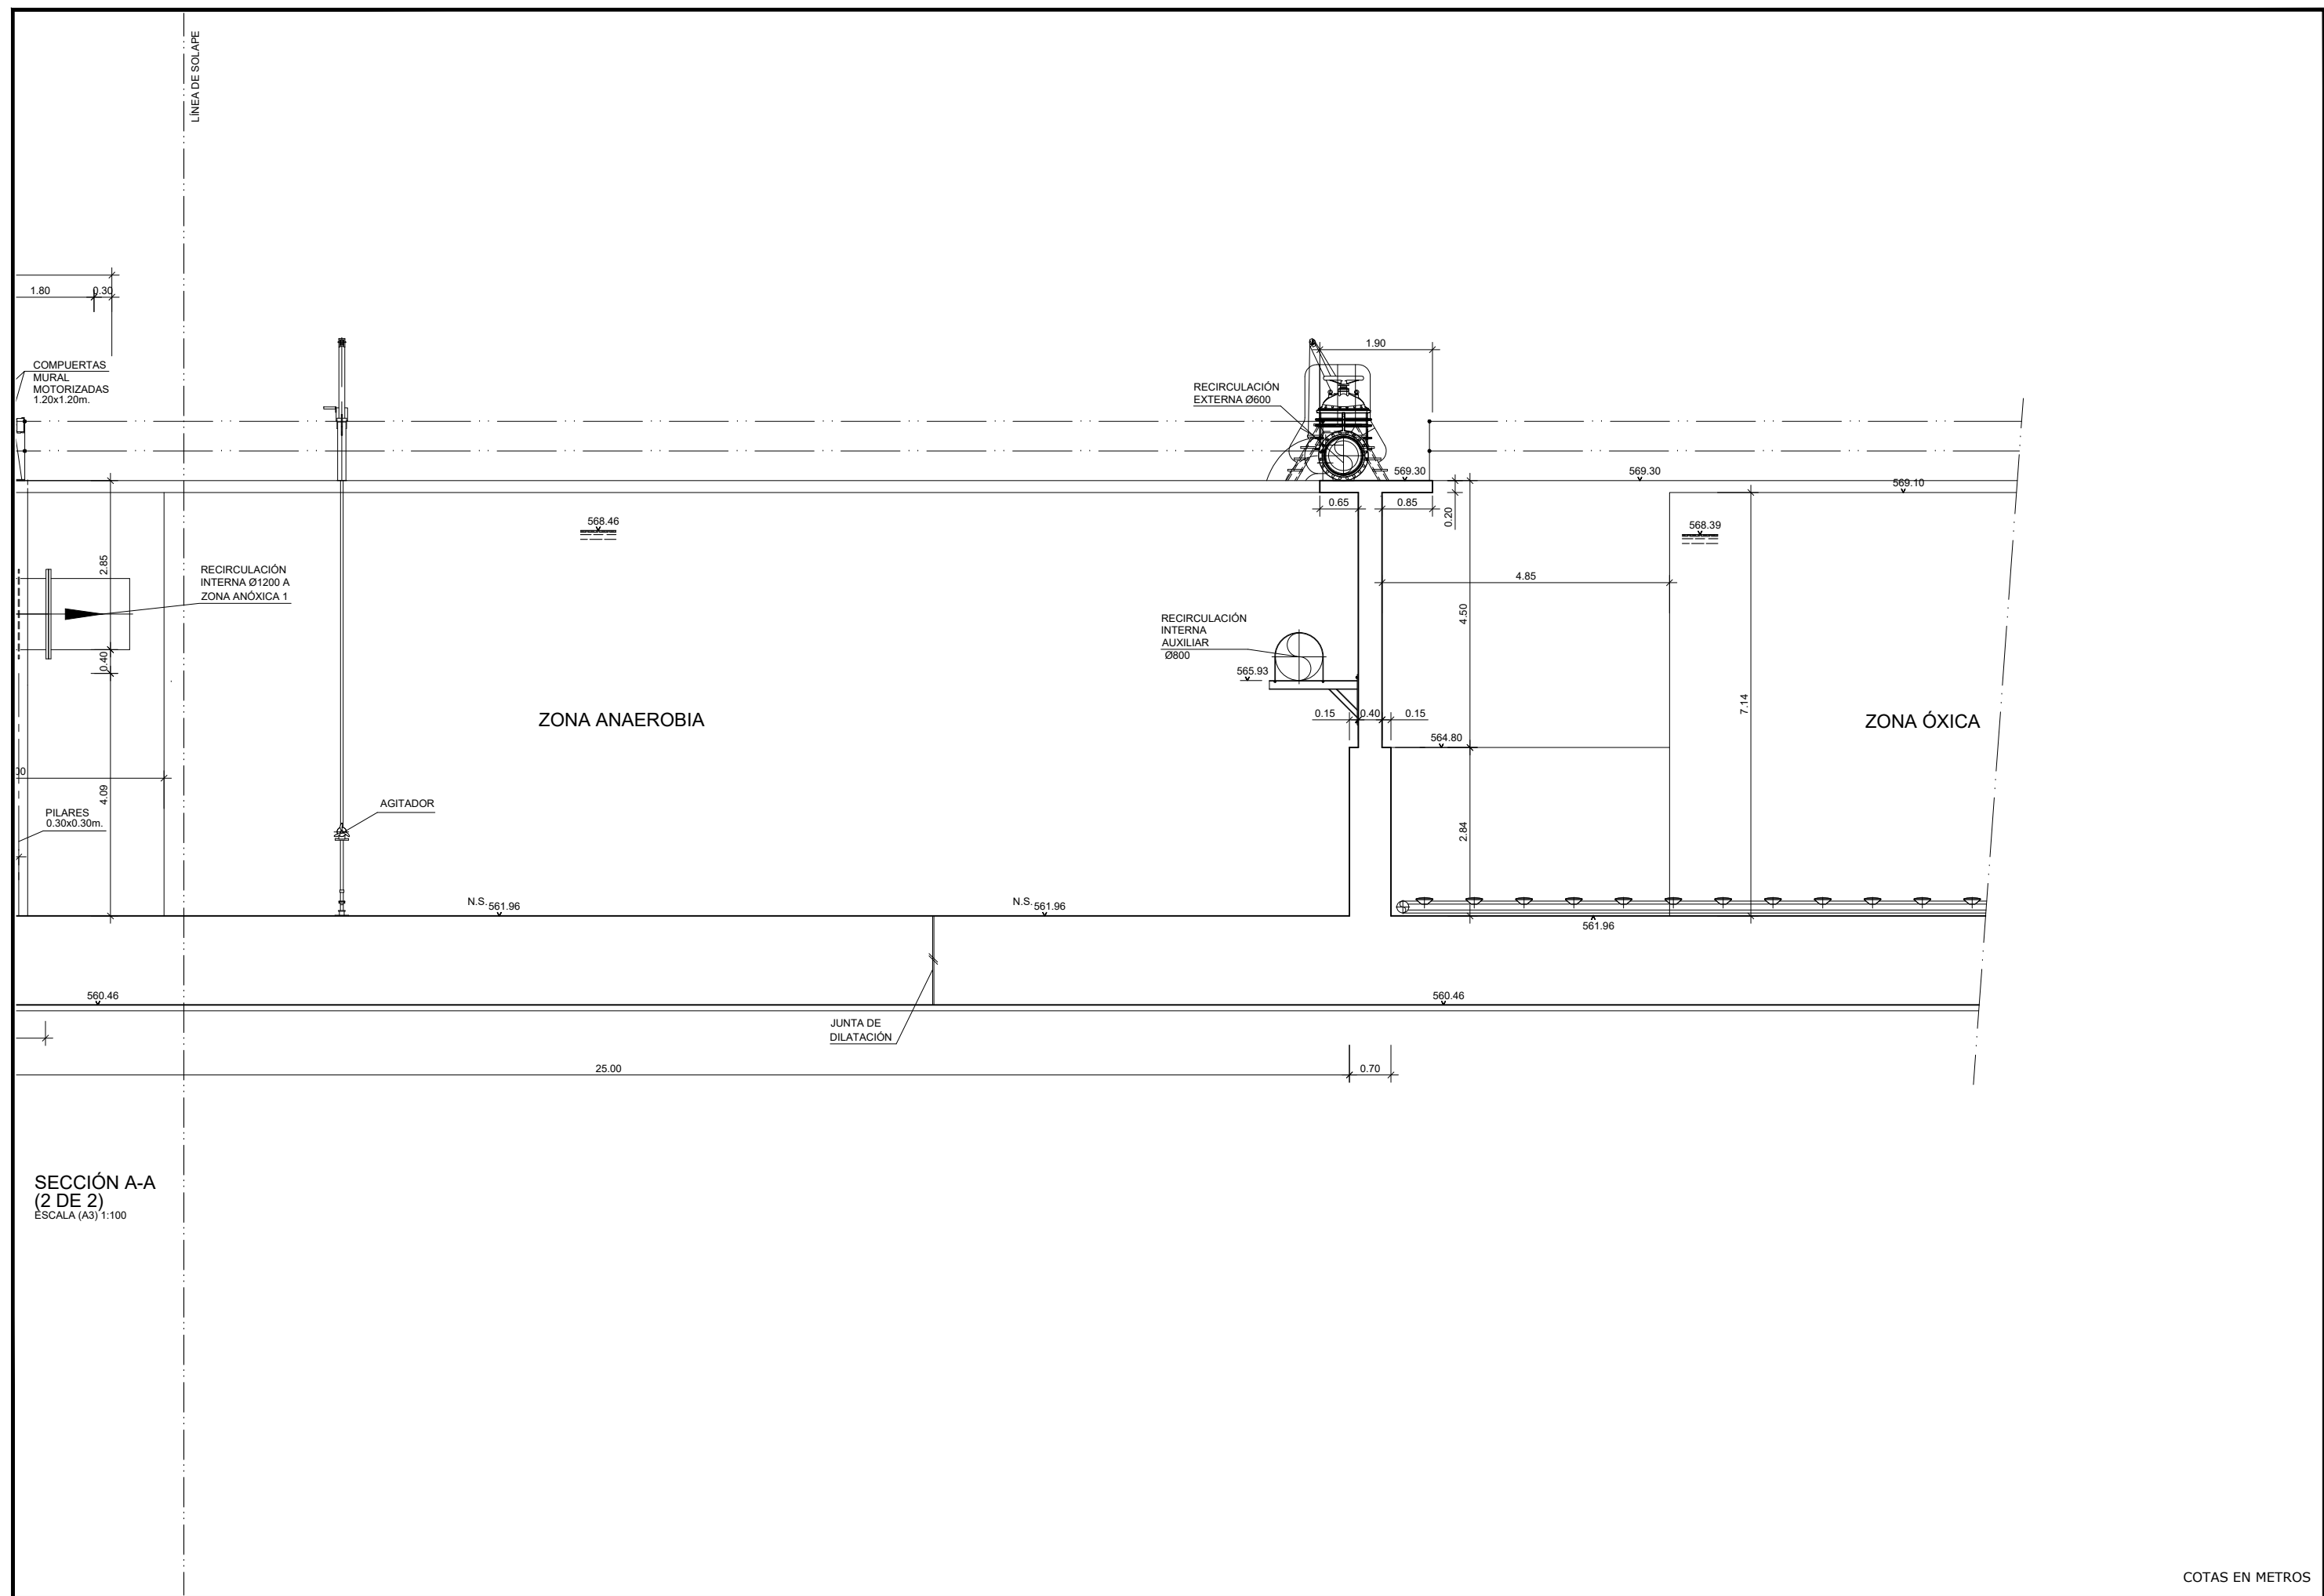 LÍNEA DE SOLAPE
1.80
0.30
COMPUERTAS
MURAL
MOTORIZADAS
1.20x1.20m.
1.90
RECIRCULACIÓN
EXTERNA Ø600
569.30
569.30
569.10
0.65
0.85
0.20
568.46
568.39
2.85
RECIRCULACIÓN
INTERNA Ø1200 A
ZONA ANÓXICA 1
4.85
4.50
RECIRCULACIÓN
INTERNA
AUXILIAR
Ø800
0.40
565.93
7.14
ZONA ANAEROBIA
0.15
0.40
0.15
ZONA ÓXICA
564.80
4.09
AGITADOR
PILARES
0.30x0.30m.
2.84
N.S.
561.96
N.S.
561.96
561.96
560.46
560.46
JUNTA DE
DILATACIÓN
25.00
0.70
SECCIÓN A-A
(2 DE 2)
ESCALA (A3) 1:100
COTAS EN METROS